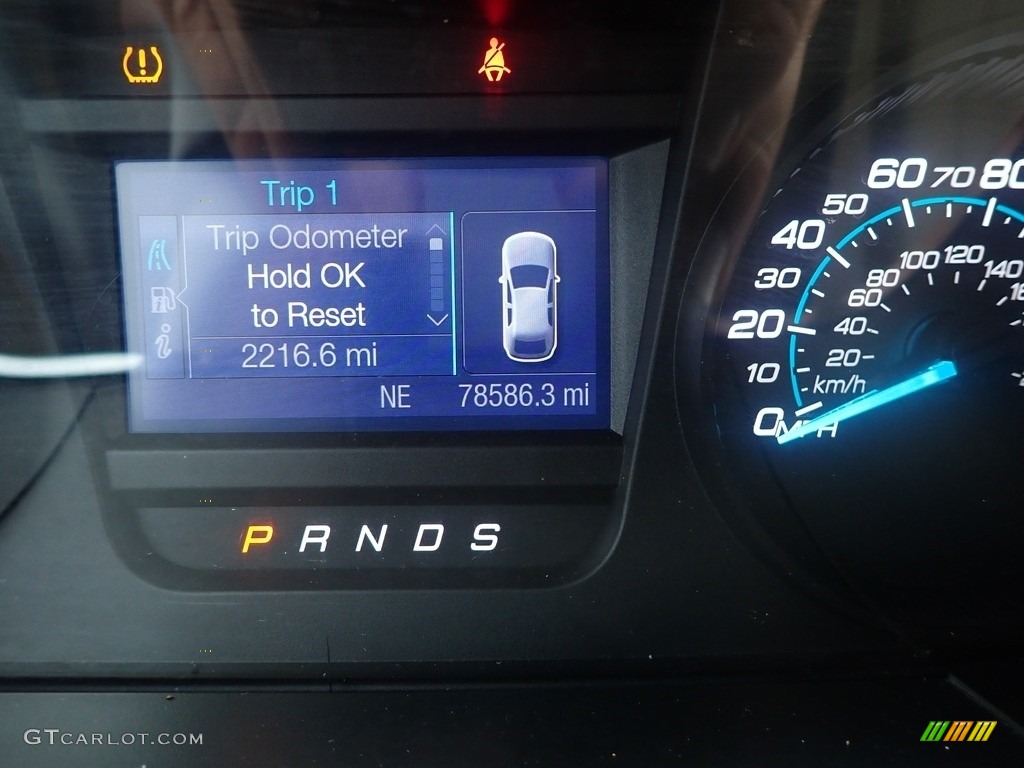 Trip 1
Trip Odometer
Hold OK
to Reset
2216.6 mi
NE 78586.3 mi
P R N D S
0 10 20 30 40 50 60 70 80
20 40 60 80 100 120 140
km/h
MPH
GTCARLOT.COM